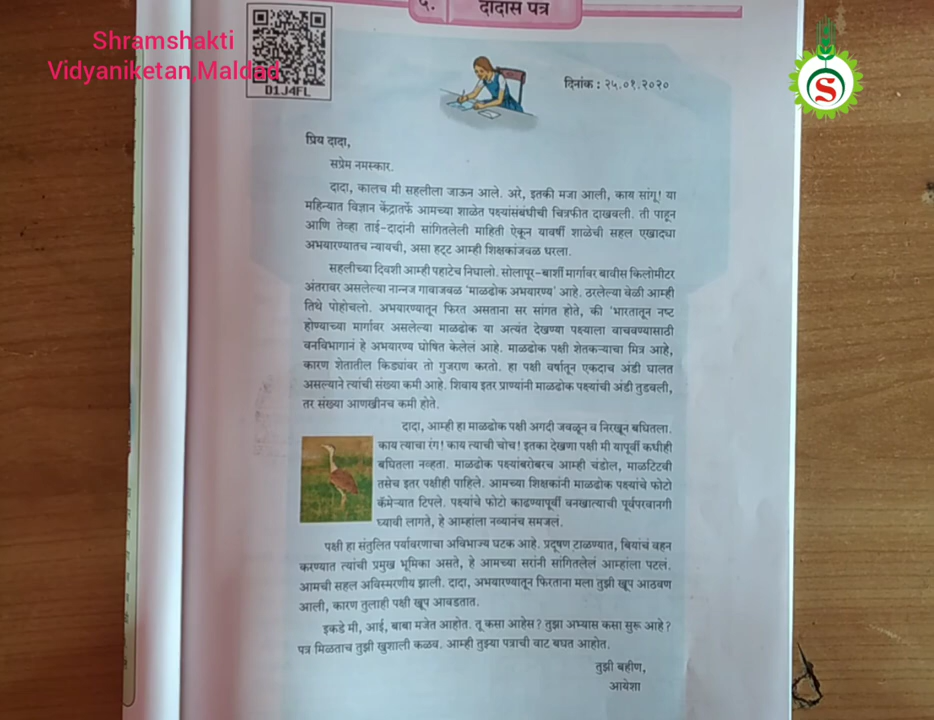 ५. दादास पत्र
Shramshakti
Vidyaniketan,Maldad
D1J4FL
S
दिनांक : २५.०१.२०२०
प्रिय दादा,
सप्रेम नमस्कार.
दादा, कालच मी सहलीला जाऊन आले. अरे, इतकी मजा आली, काय सांगू! या
महिन्यात विज्ञान केंद्रातर्फे आमच्या शाळेत पक्ष्यांसंबंधीची चित्रफीत दाखवली. ती पाहून
आणि तेव्हा ताई-दादांनी सांगितलेली माहिती ऐकून यावर्षी शाळेची सहल एखाद्या
अभयारण्यातच न्यायची, असा हट्ट आम्ही शिक्षकांजवळ धरला.
सहलीच्या दिवशी आम्ही पहाटेच निघालो. सोलापूर-बार्शी मार्गावर बावीस किलोमीटर
अंतरावर असलेल्या नान्नज गावाजवळ 'माळढोक अभयारण्य' आहे. ठरलेल्या वेळी आम्ही
तिथे पोहोचलो. अभयारण्यातून फिरत असताना सर सांगत होते, की 'भारतातून नष्ट
होण्याच्या मार्गावर असलेल्या माळढोक या अत्यंत देखण्या पक्ष्याला वाचवण्यासाठी
वनविभागानं हे अभयारण्य घोषित केलेलं आहे. माळढोक पक्षी शेतकऱ्याचा मित्र आहे,
कारण शेतातील किड्यांवर तो गुजराण करतो. हा पक्षी वर्षातून एकदाच अंडी घालत
असल्याने त्यांची संख्या कमी आहे. शिवाय इतर प्राण्यांनी माळढोक पक्ष्यांची अंडी तुडवली,
तर संख्या आणखीनच कमी होते.
दादा, आम्ही हा माळढोक पक्षी अगदी जवळून व निरखून बघितला.
काय त्याचा रंग! काय त्याची चोच! इतका देखणा पक्षी मी यापूर्वी कधीही
बघितला नव्हता. माळढोक पक्ष्यांबरोबरच आम्ही चंडोल, माळटिटवी
तसेच इतर पक्षीही पाहिले. आमच्या शिक्षकांनी माळढोक पक्ष्यांचे फोटो
कॅमेऱ्यात टिपले. पक्ष्यांचे फोटो काढण्यापूर्वी वनखात्याची पूर्वपरवानगी
घ्यावी लागते, हे आम्हांला नव्यानंच समजलं.
पक्षी हा संतुलित पर्यावरणाचा अविभाज्य घटक आहे. प्रदूषण टाळण्यात, बियांचं वहन
करण्यात त्यांची प्रमुख भूमिका असते, हे आमच्या सरांनी सांगितलेलं आम्हांला पटलं.
आमची सहल अविस्मरणीय झाली. दादा, अभयारण्यातून फिरताना मला तुझी खूप आठवण
आली, कारण तुलाही पक्षी खूप आवडतात.
इकडे मी, आई, बाबा मजेत आहोत. तू कसा आहेस? तुझा अभ्यास कसा सुरू आहे?
पत्र मिळताच तुझी खुशाली कळव. आम्ही तुझ्या पत्राची वाट बघत आहोत.
तुझी बहीण,
आयेशा